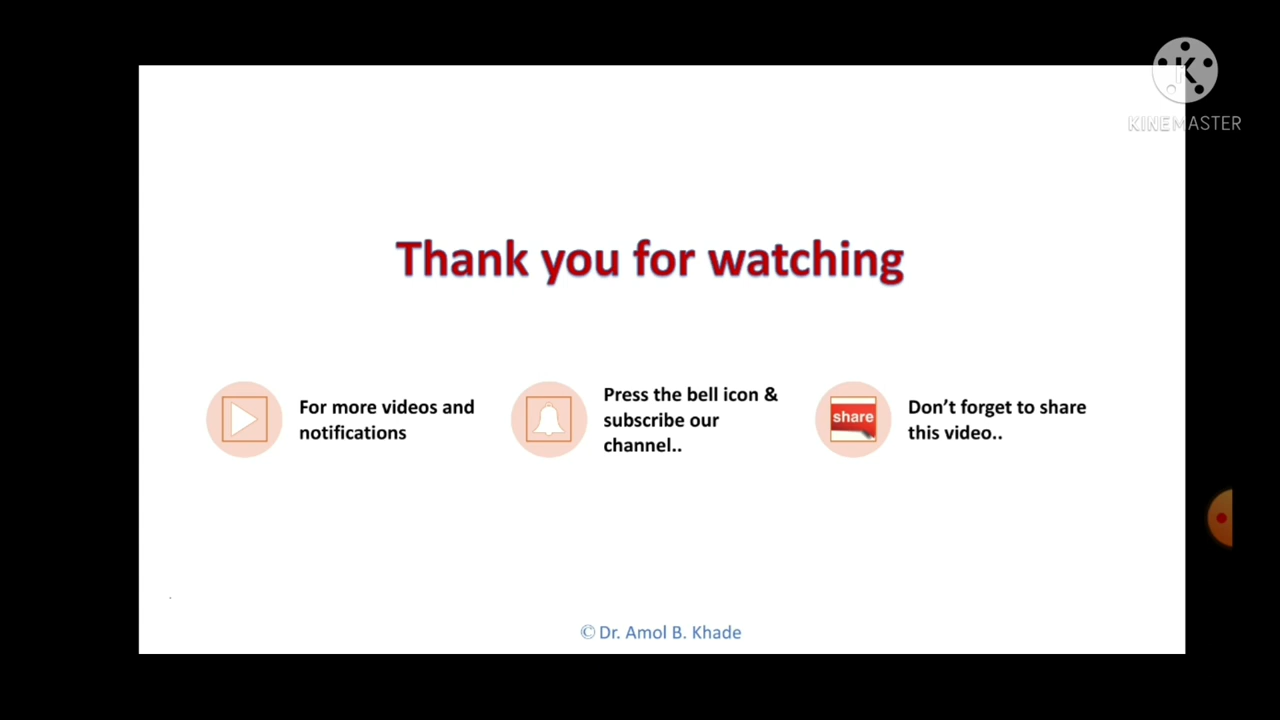 KINEMASTER
Thank you for watching
For more videos and
notifications
Press the bell icon &
subscribe our
channel..
share
Don’t forget to share
this video..
© Dr. Amol B. Khade